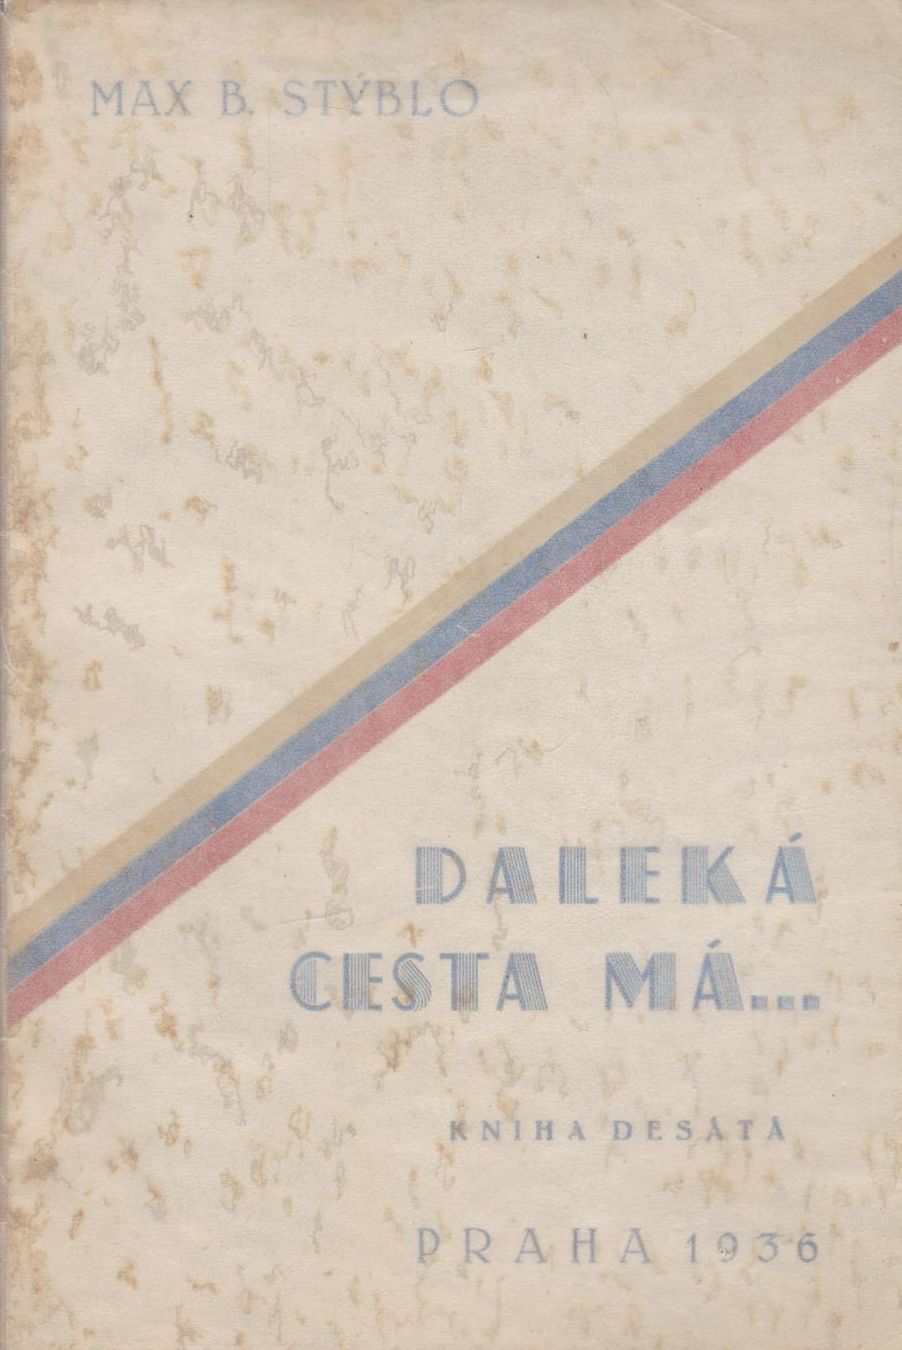 MAX B. STÝBLO
DALEKÁ
CESTA MÁ...
KNIHA DESÁTÁ
PRAHA 1936